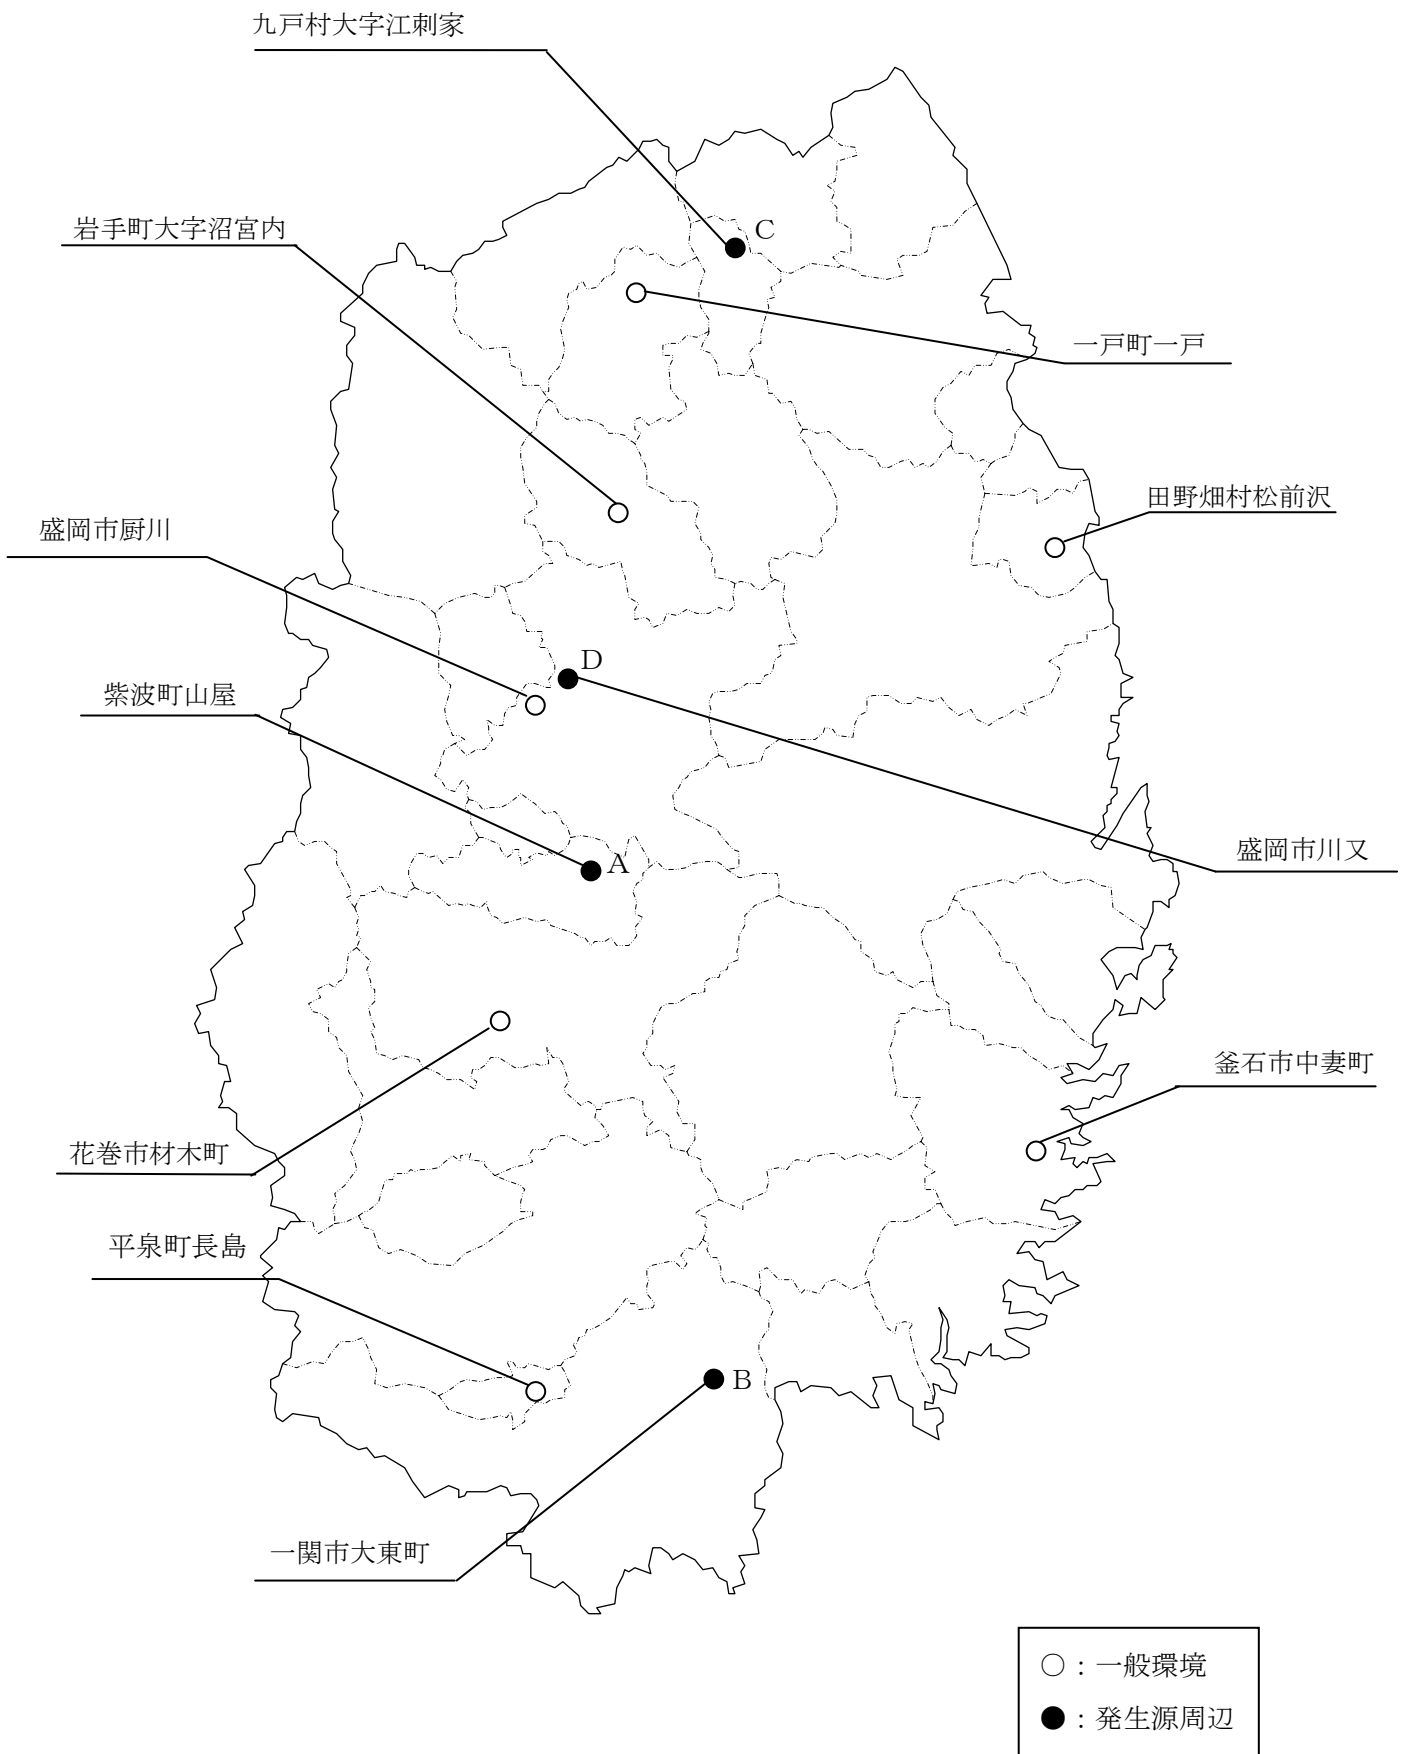 九戸村大字江刺家
C
岩手町大字沼宮内
一戸町一戸
田野畑村松前沢
盛岡市厨川
D
紫波町山屋
盛岡市川又
A
釜石市中妻町
花巻市材木町
平泉町長島
B
一関市大東町
○：一般環境
●：発生源周辺